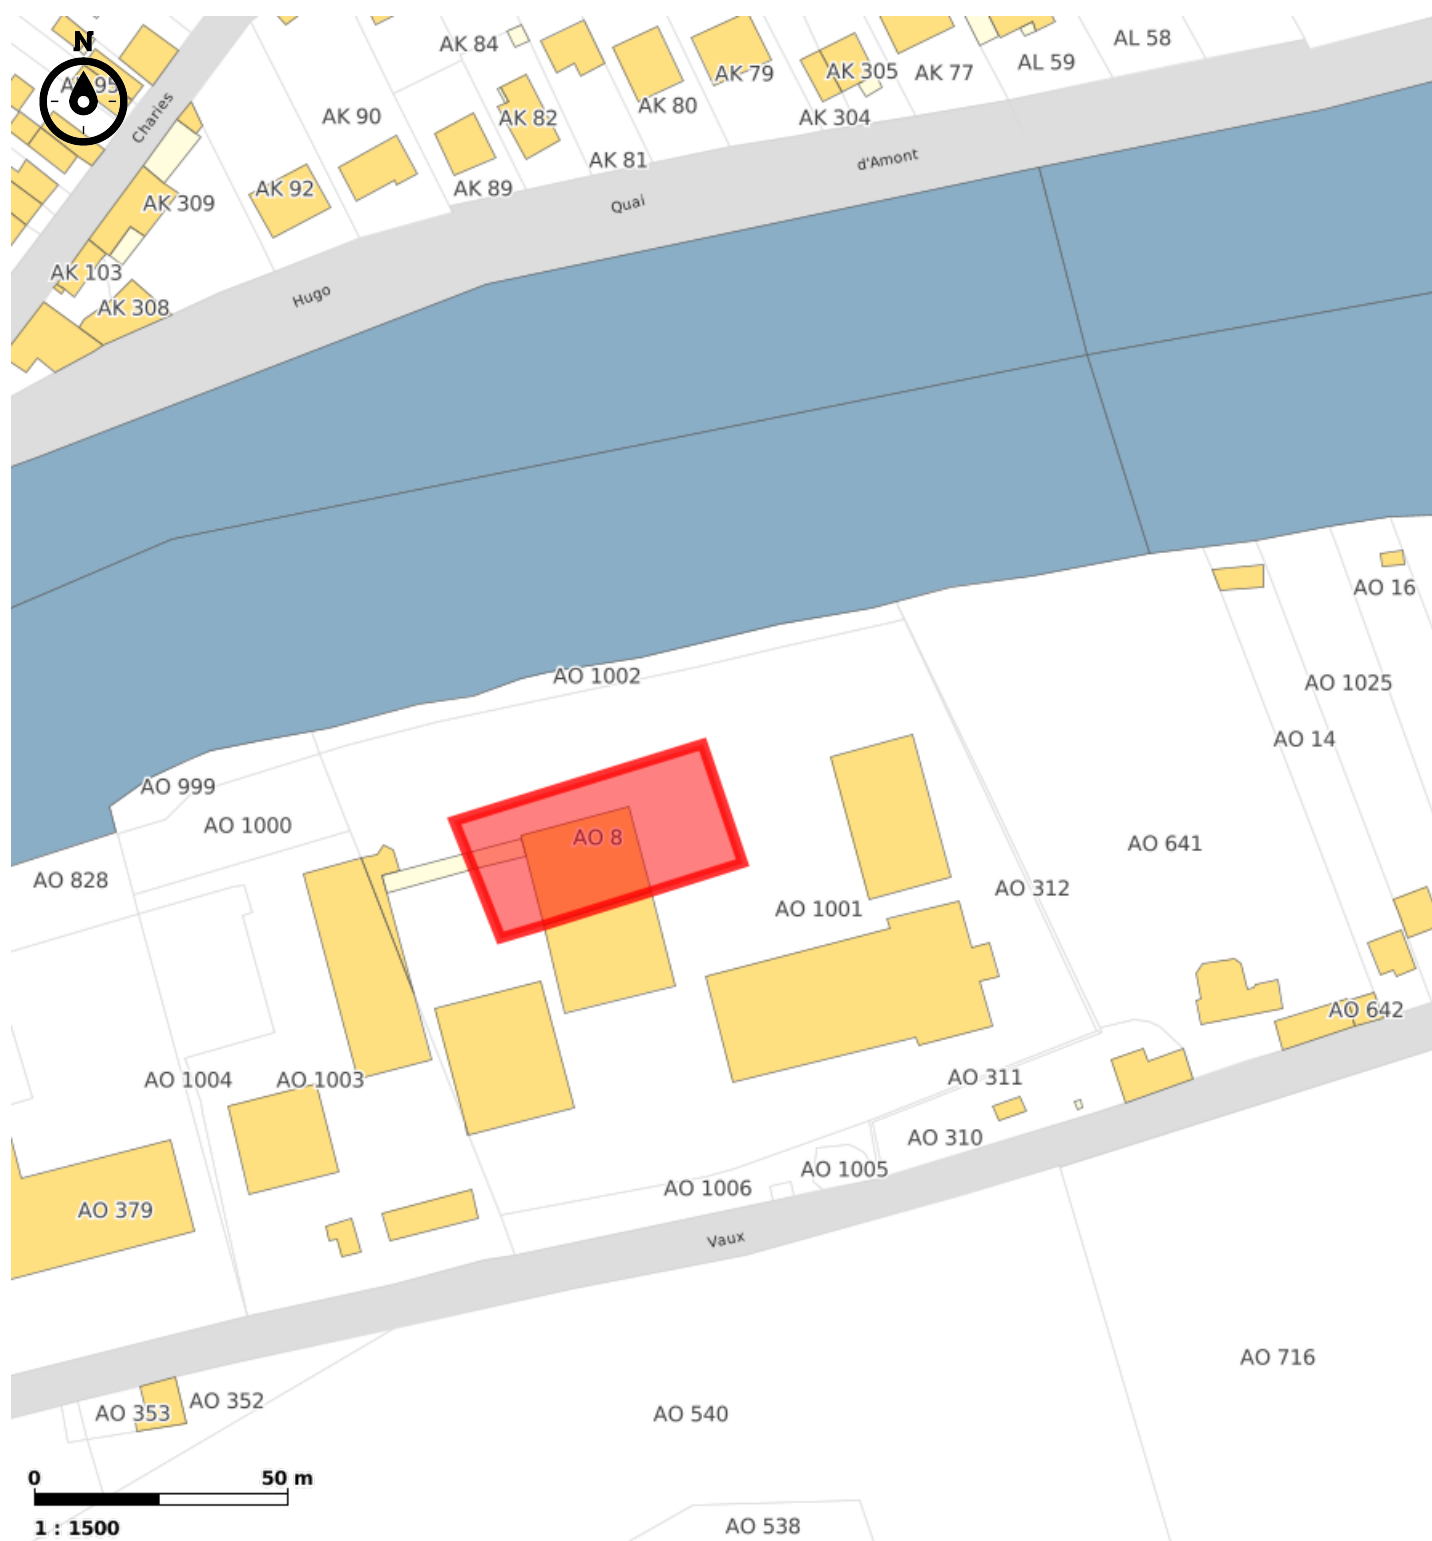 N
AK 84
AL 58
AL 59
AK 79
AK 305
AK 77
AK 80
AK 304
AK 82
AK 90
Charies
AK 81
d'Amont
AK 92
AK 89
AK 309
Quai
AK 103
Hugo
AK 308
AO 16
AO 1002
AO 1025
AO 14
AO 999
AO 1000
AO 8
AO 641
AO 828
AO 312
AO 1001
AO 642
AO 1004
AO 1003
AO 311
AO 310
AO 1005
AO 1006
AO 379
Vaux
AO 716
AO 352
AO 353
AO 540
0
50 m
1 : 1500
AO 538